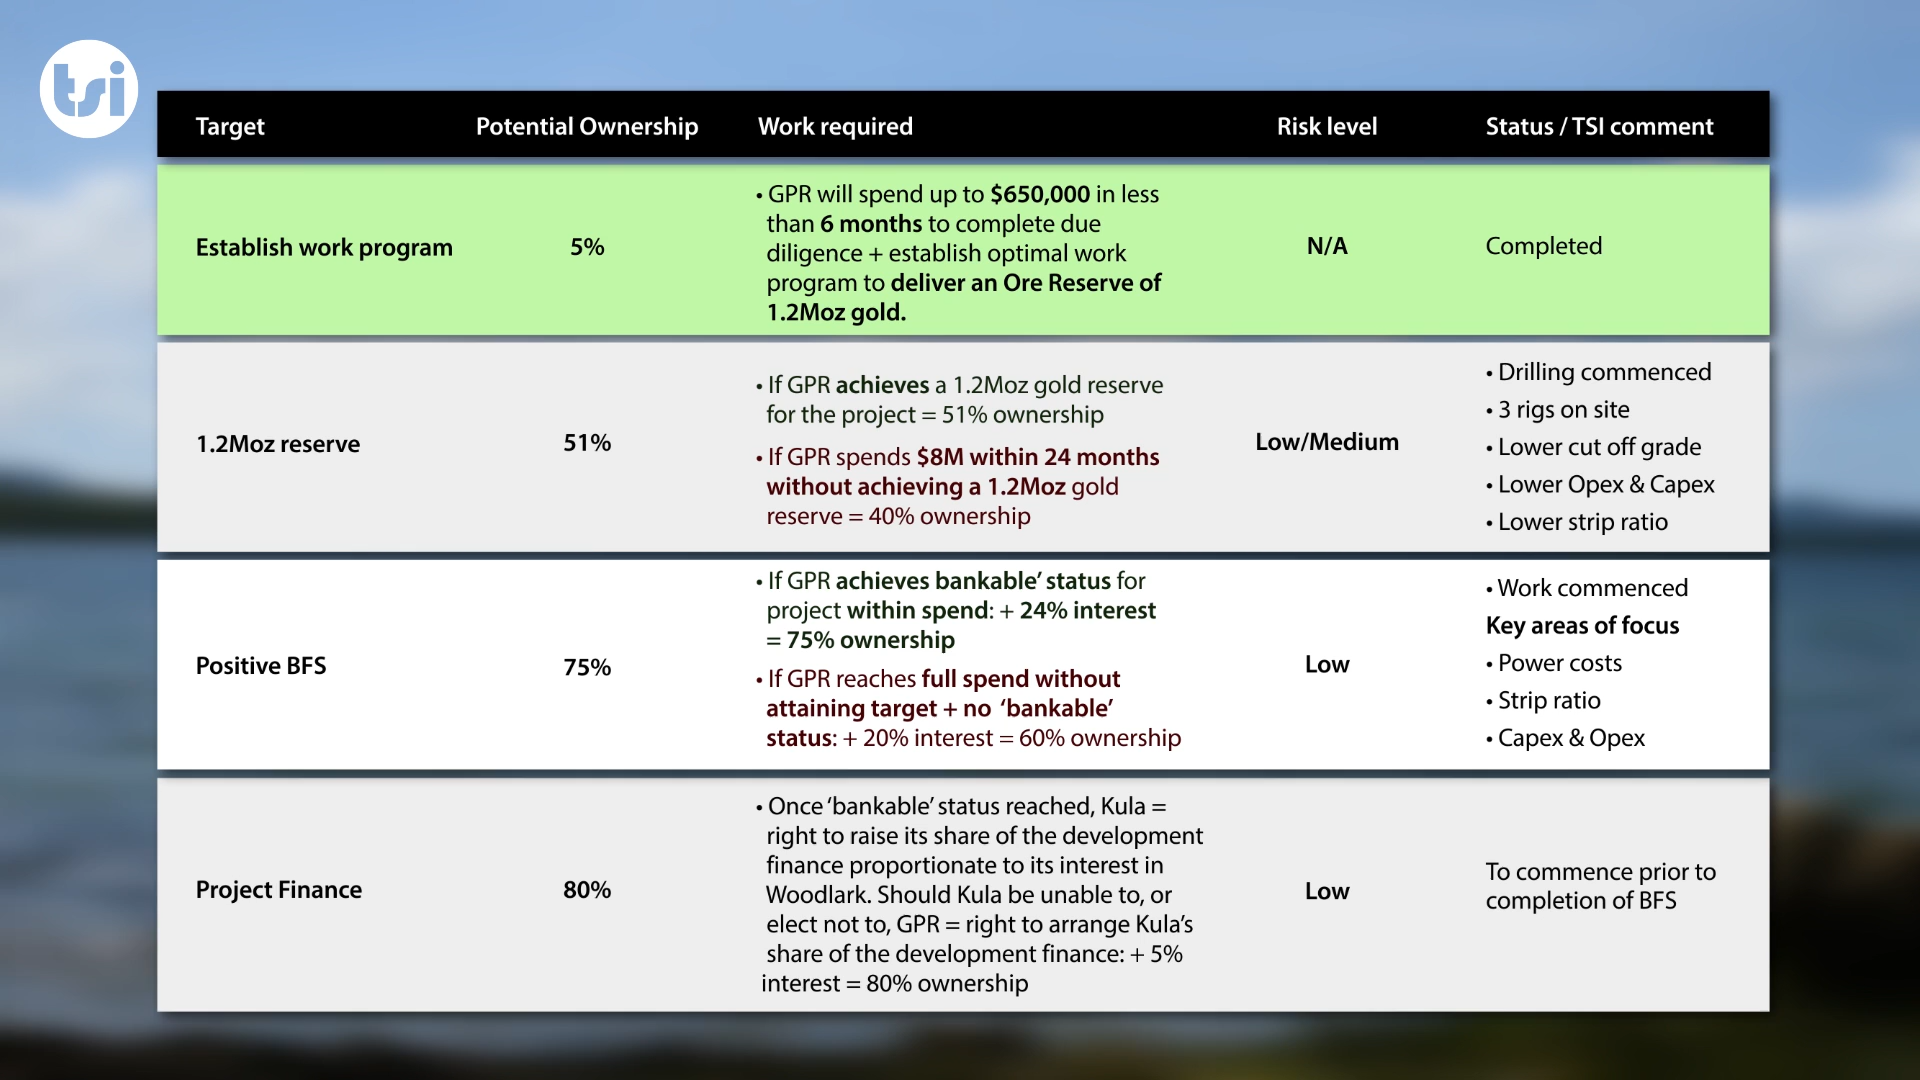 tsi
Target
Potential Ownership
Work required
Risk level
Status / TSI comment
Establish work program
5%
• GPR will spend up to $650,000 in less
than 6 months to complete due
diligence + establish optimal work
program to deliver an Ore Reserve of
1.2Moz gold.
N/A
Completed
1.2Moz reserve
51%
• If GPR achieves a 1.2Moz gold reserve
for the project = 51% ownership
• If GPR spends $8M within 24 months
without achieving a 1.2Moz gold
reserve = 40% ownership
Low/Medium
• Drilling commenced
• 3 rigs on site
• Lower cut off grade
• Lower Opex & Capex
• Lower strip ratio
Positive BFS
75%
• If GPR achieves bankable’ status for
project within spend: + 24% interest
= 75% ownership
• If GPR reaches full spend without
attaining target + no ‘bankable’
status: + 20% interest = 60% ownership
Low
• Work commenced
Key areas of focus
• Power costs
• Strip ratio
• Capex & Opex
Project Finance
80%
• Once ‘bankable’ status reached, Kula =
right to raise its share of the development
finance proportionate to its interest in
Woodlark. Should Kula be unable to, or
elect not to, GPR = right to arrange Kula’s
share of the development finance: + 5%
interest = 80% ownership
Low
To commence prior to
completion of BFS